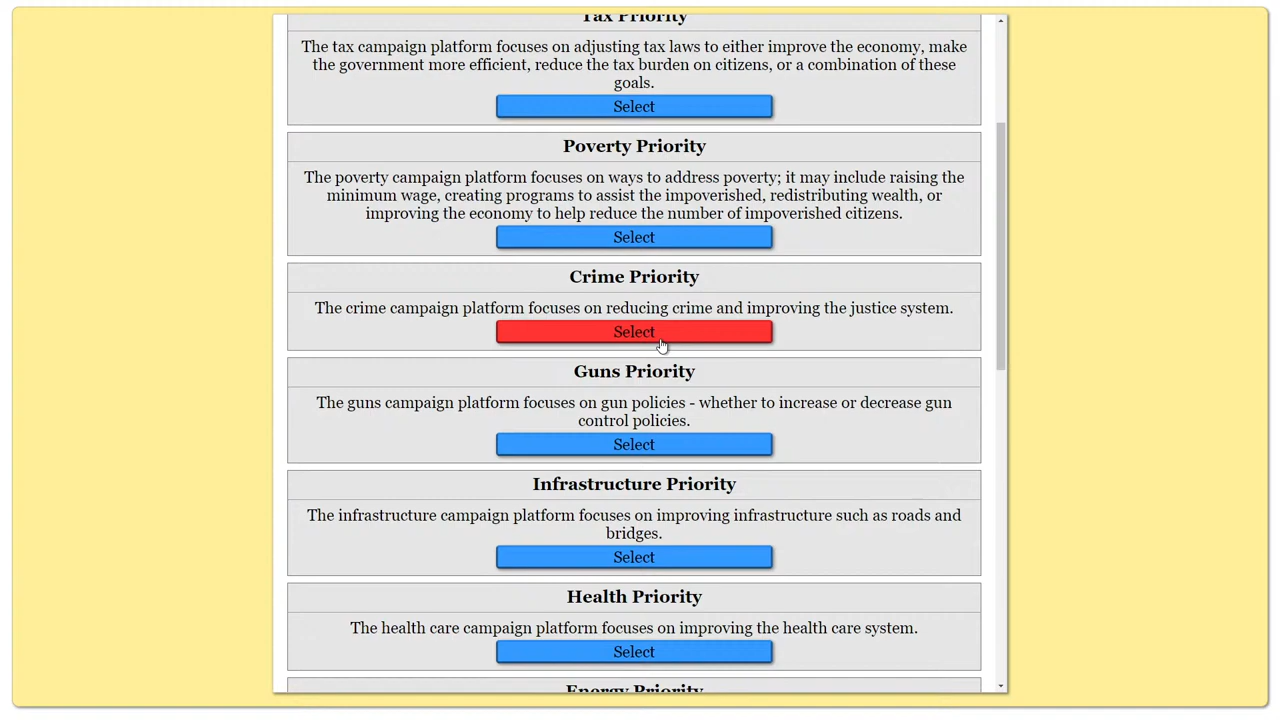 Tax Priority
The tax campaign platform focuses on adjusting tax laws to either improve the economy, make
the government more efficient, reduce the tax burden on citizens, or a combination of these
goals.
Select
Poverty Priority
The poverty campaign platform focuses on ways to address poverty; it may include raising the
minimum wage, creating programs to assist the impoverished, redistributing wealth, or
improving the economy to help reduce the number of impoverished citizens.
Select
Crime Priority
The crime campaign platform focuses on reducing crime and improving the justice system.
Select
Guns Priority
The guns campaign platform focuses on gun policies - whether to increase or decrease gun
control policies.
Select
Infrastructure Priority
The infrastructure campaign platform focuses on improving infrastructure such as roads and
bridges.
Select
Health Priority
The health care campaign platform focuses on improving the health care system.
Select
Energy Priority